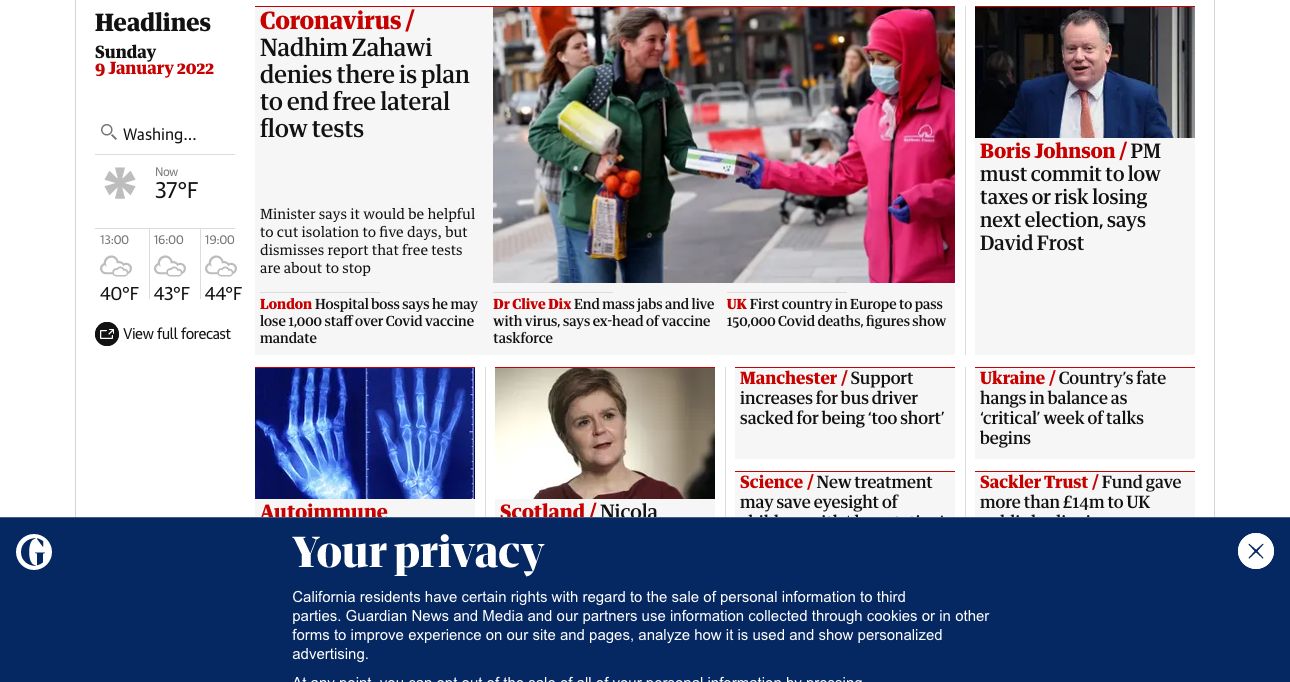 Headlines
Sunday
9 January 2022
Washing...
Now
37°F
13:00
40°F
16:00
43°F
19:00
44°F
View full forecast
Coronavirus /
Nadhim Zahawi
denies there is plan
to end free lateral
flow tests
Minister says it would be helpful
to cut isolation to five days, but
dismisses report that free tests
are about to stop
London Hospital boss says he may
lose 1,000 staff over Covid vaccine
mandate
Dr Clive Dix End mass jabs and live
with virus, says ex-head of vaccine
taskforce
UK First country in Europe to pass
150,000 Covid deaths, figures show
Boris Johnson / PM
must commit to low
taxes or risk losing
next election, says
David Frost
Autoimmune
Scotland / Nicola
Manchester / Support
increases for bus driver
sacked for being ‘too short’
Science / New treatment
may save eyesight of
Ukraine / Country’s fate
hangs in balance as
‘critical’ week of talks
begins
Sackler Trust / Fund gave
more than £14m to UK
Your privacy
California residents have certain rights with regard to the sale of personal information to third
parties. Guardian News and Media and our partners use information collected through cookies or in other
forms to improve experience on our site and pages, analyze how it is used and show personalized
advertising.
At any point, you can opt out of the sale of all of your personal information by pressing